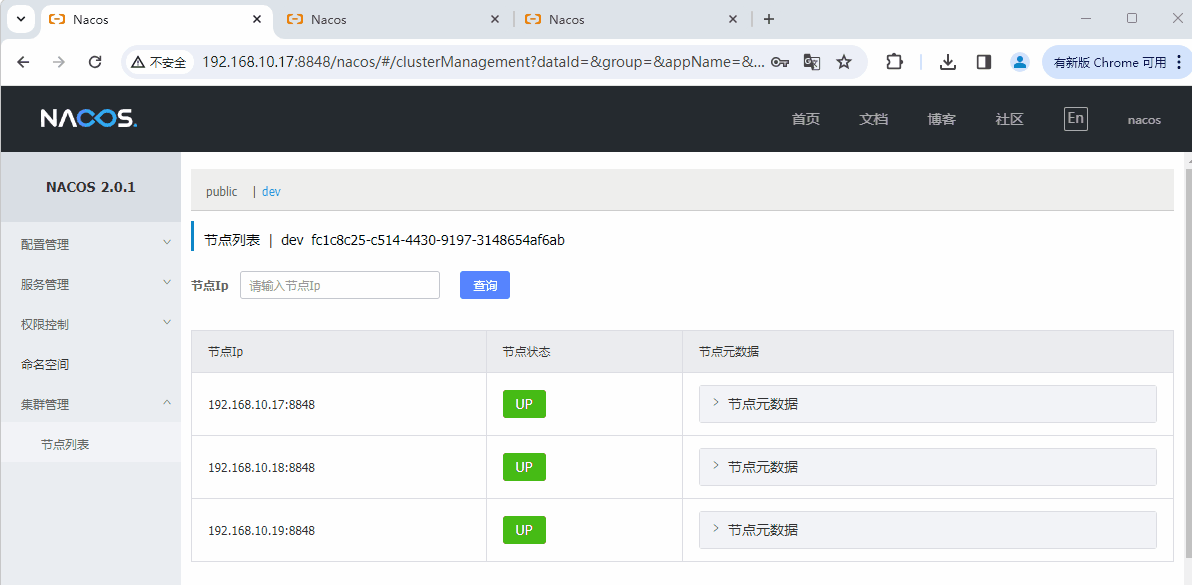 Nacos
Nacos
Nacos
不安全
192.168.10.17:8848/nacos/#/clusterManagement?dataId=&group=&appName=&...
有新版 Chrome 可用
NACOS.
首页
文档
博客
社区
En
nacos
NACOS 2.0.1
配置管理
服务管理
权限控制
命名空间
集群管理
节点列表
public | dev
节点列表 | dev fc1c8c25-c514-4430-9197-3148654af6ab
节点Ip 请输入节点Ip 查询
节点Ip 节点状态 节点元数据
192.168.10.17:8848 UP 节点元数据
192.168.10.18:8848 UP 节点元数据
192.168.10.19:8848 UP 节点元数据